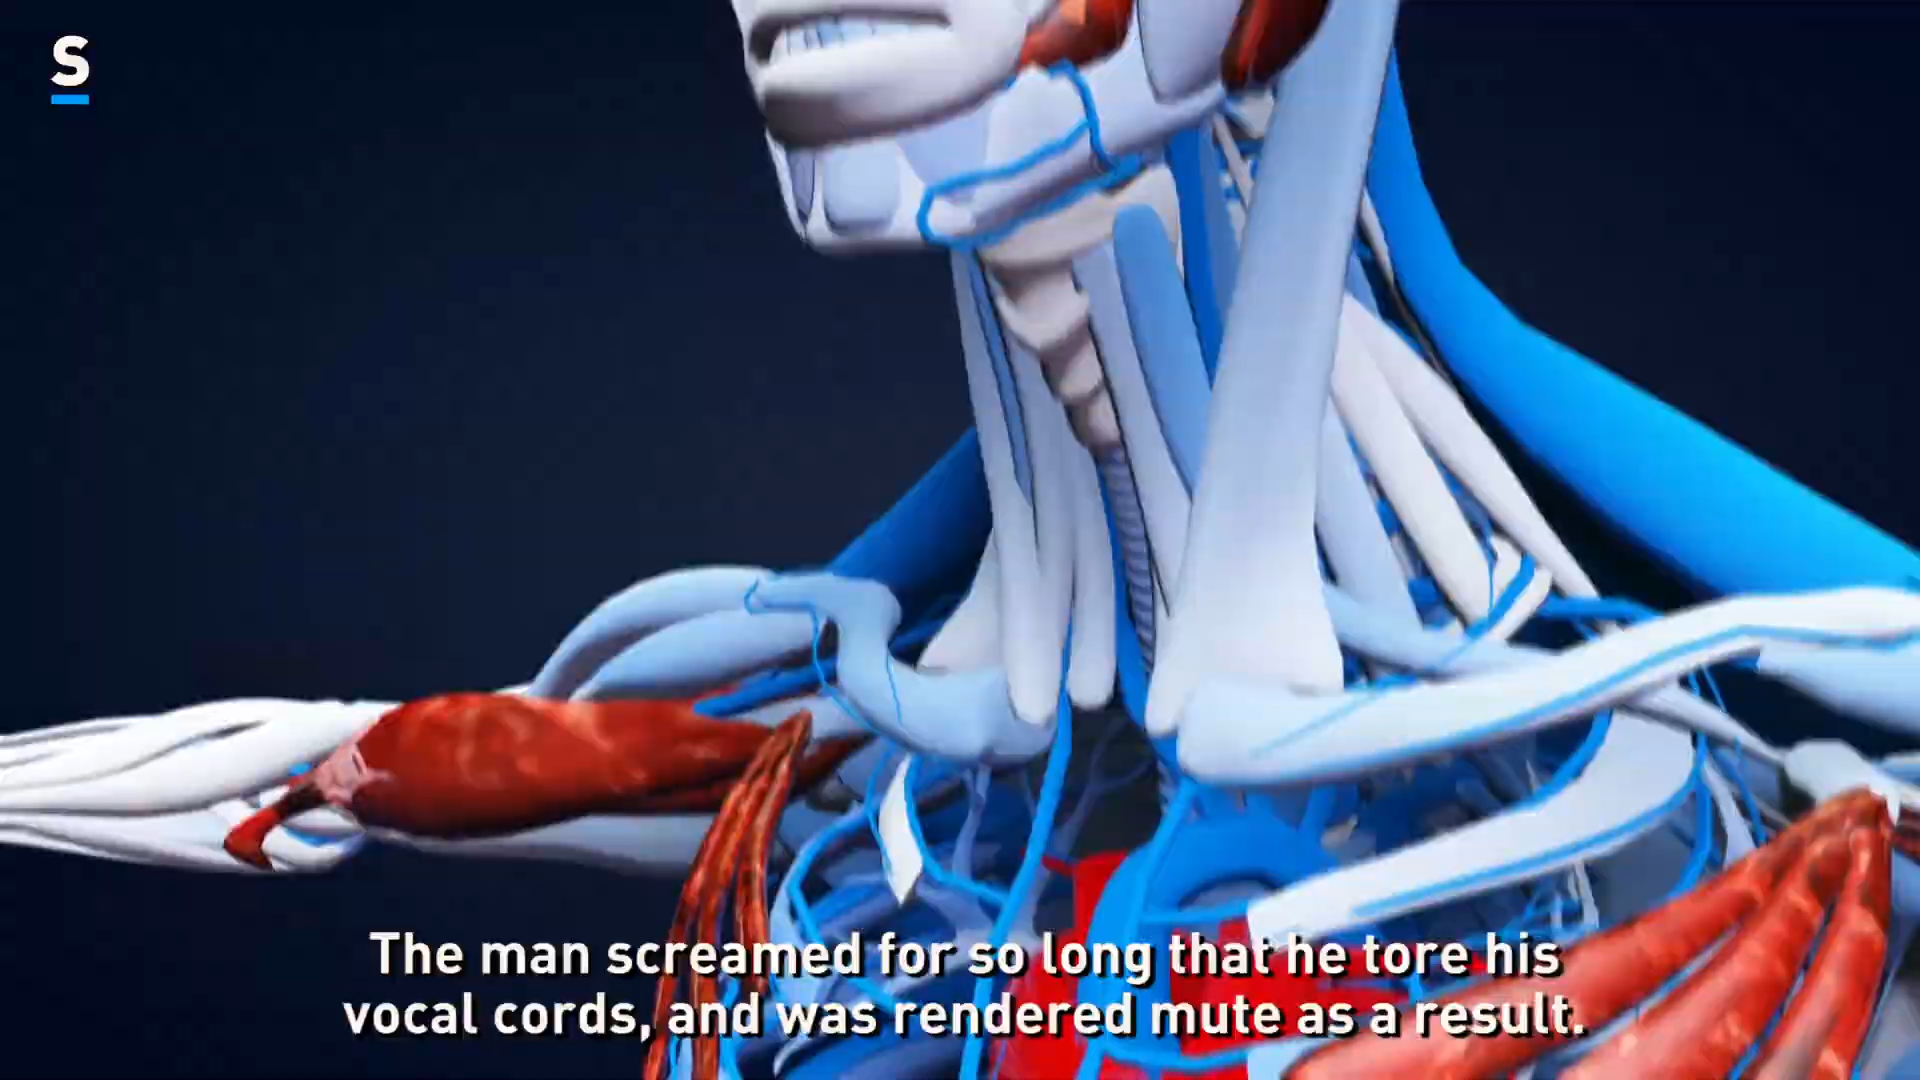 S
The man screamed for so long that he tore his
vocal cords, and was rendered mute as a result.